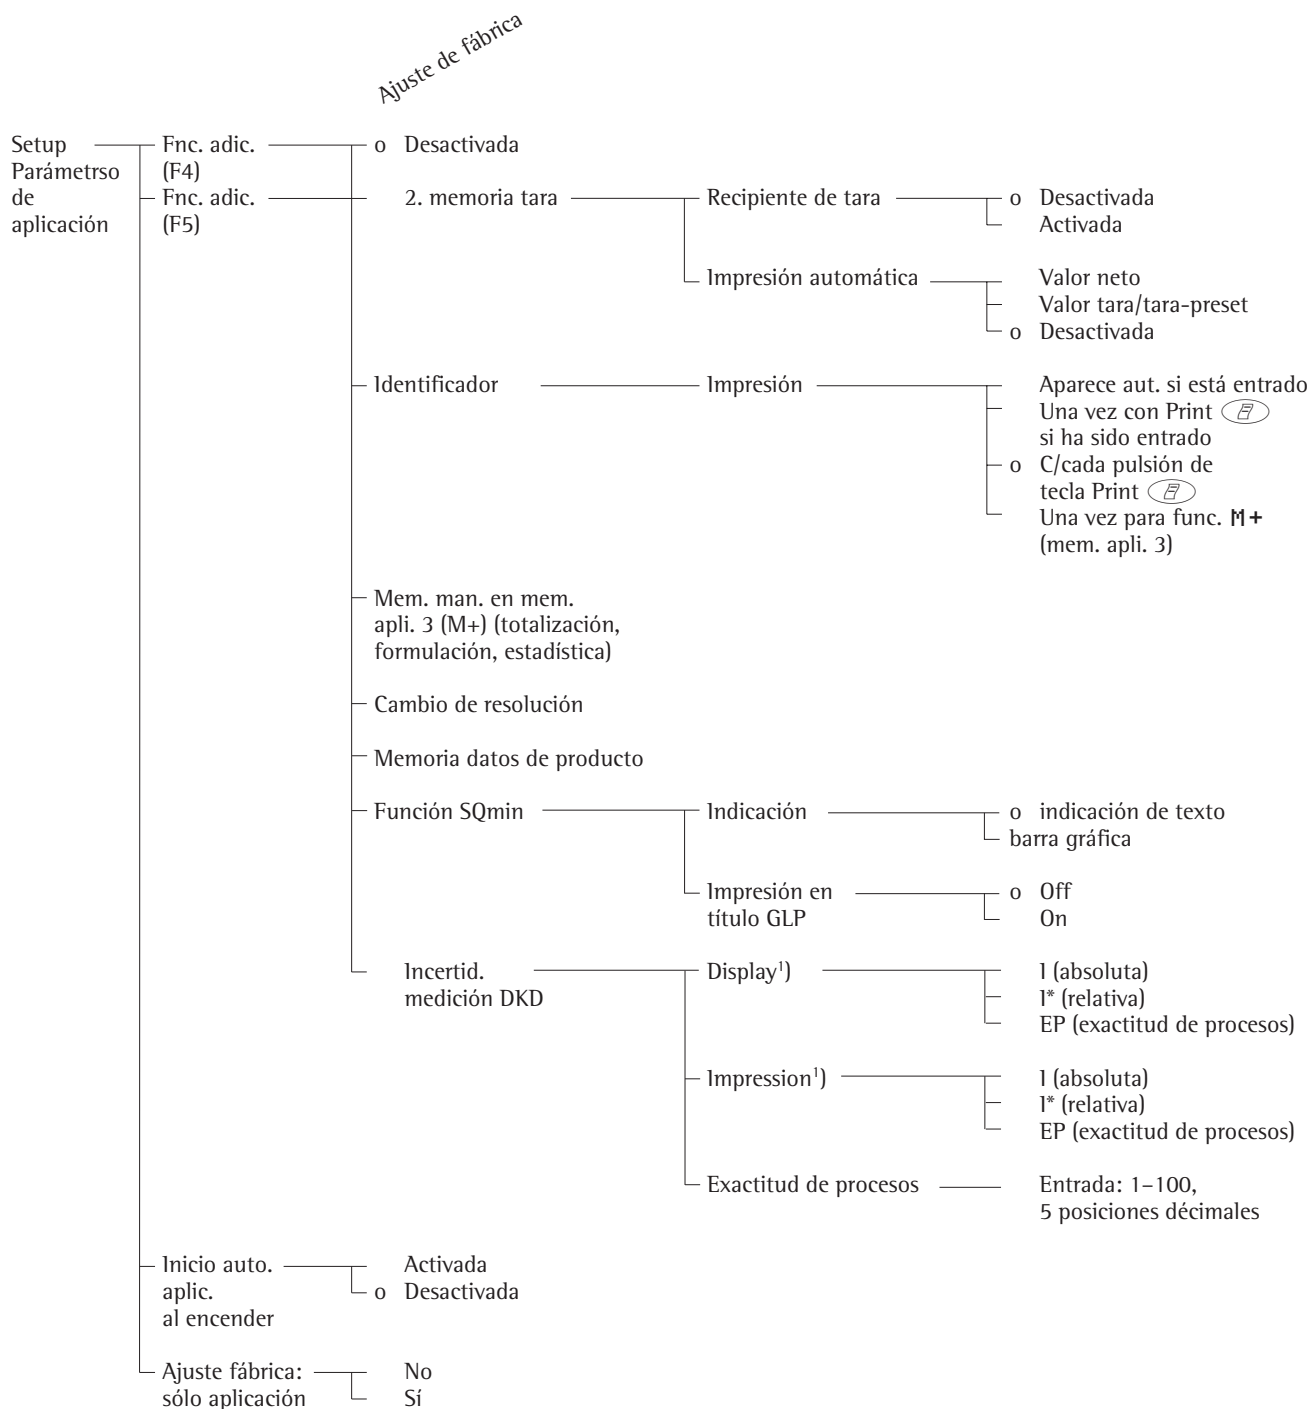 Ajuste de fábrica
Setup
Parámetrso
de
aplicación
Fnc. adic.
(F4)
Fnc. adic.
(F5)
o Desactivada
2. memoria tara
Recipiente de tara
o Desactivada
Activada
Impresión automática
Valor neto
Valor tara/tara-preset
o Desactivada
Identificador
Impresión
Aparece aut. si está entrado
Una vez con Print
si ha sido entrado
o C/cada pulsión de
tecla Print
Una vez para func. M+
(mem. apli. 3)
Mem. man. en mem.
apli. 3 (M+) (totalización,
formulación, estadística)
Cambio de resolución
Memoria datos de producto
Función SQmin
Indicación
o indicación de texto
barra gráfica
Impresión en
título GLP
o Off
On
Incertid.
medición DKD
Display¹)
I (absoluta)
I* (relativa)
EP (exactitud de procesos)
Impression¹)
I (absoluta)
I* (relativa)
EP (exactitud de procesos)
Exactitud de procesos
Entrada: 1–100,
5 posiciones décimales
Inicio auto.
aplic.
al encender
Activada
o Desactivada
Ajuste fábrica:
sólo aplicación
No
Sí